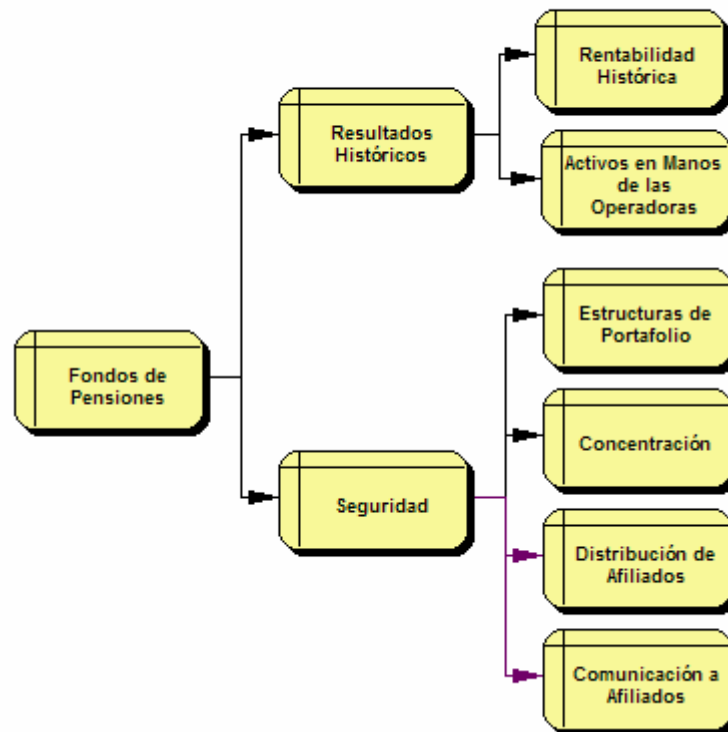 Rentabilidad
Histórica
Resultados
Históricos
Activos en Manos
de las
Operadoras
Estructuras de
Portafolio
Fondos de
Pensiones
Concentración
Seguridad
Distribución de
Afiliados
Comunicación a
Afiliados